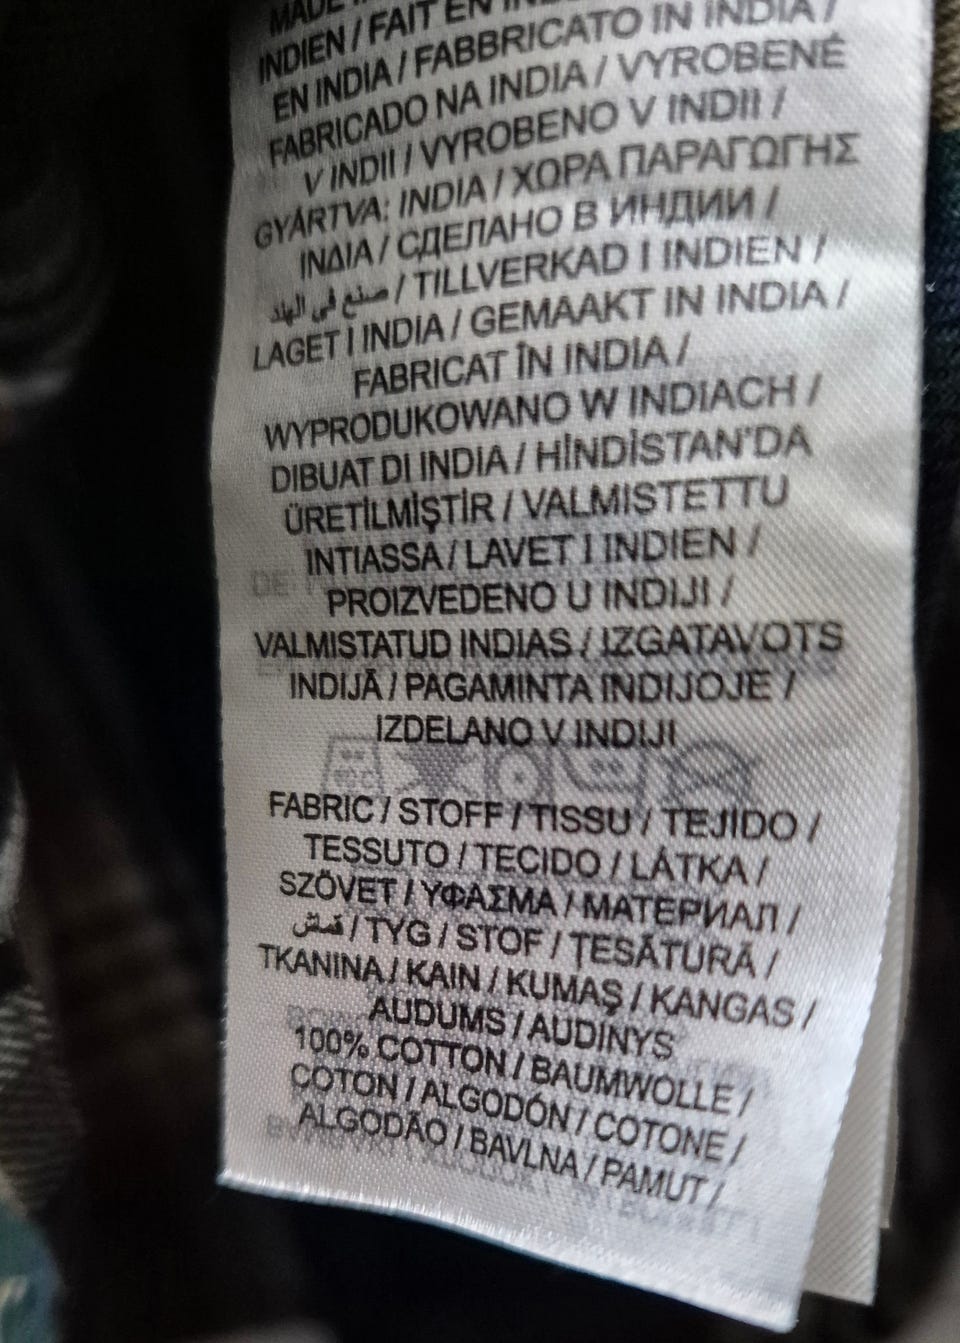 MADE
INDIEN / FAIT EN
EN INDIA / FABBRICATO IN INDIA /
FABRICADO NA INDIA / VYROBENÉ
V INDII / VYROBENO V INDII /
GYÁRTVA: INDIA / ΧΩΡΑ ΠΑΡΑΓΩΓΗΣ
ΙΝΔΙΑ / СДЕЛАНО В ИНДИИ /
صنع في الهند / TILLVERKAD I INDIEN /
LAGET I INDIA / GEMAAKT IN INDIA /
FABRICAT ÎN INDIA /
WYPRODUKOWANO W INDIACH /
DIBUAT DI INDIA / HİNDİSTAN'DA
ÜRETİLMİŞTİR / VALMISTETTU
INTIASSA / LAVET I INDIEN /
PROIZVEDENO U INDIJI /
VALMISTATUD INDIAS / IZGATAVOTS
INDIJĀ / PAGAMINTA INDIJOJE /
IZDELANO V INDIJI
FABRIC / STOFF / TISSU / TEJIDO /
TESSUTO / TECIDO / LÁTKA /
SZÖVET / ΥΦΑΣΜΑ / МАТЕРИАЛ /
قمش / TYG / STOF / ȚESĂTURĂ /
TKANINA / KAIN / KUMAŞ / KANGAS /
AUDUMS / AUDINYS
100% COTTON / BAUMWOLLE /
COTON / ALGODÓN / COTONE /
ALGODÃO / BAVLNA / PAMUT /